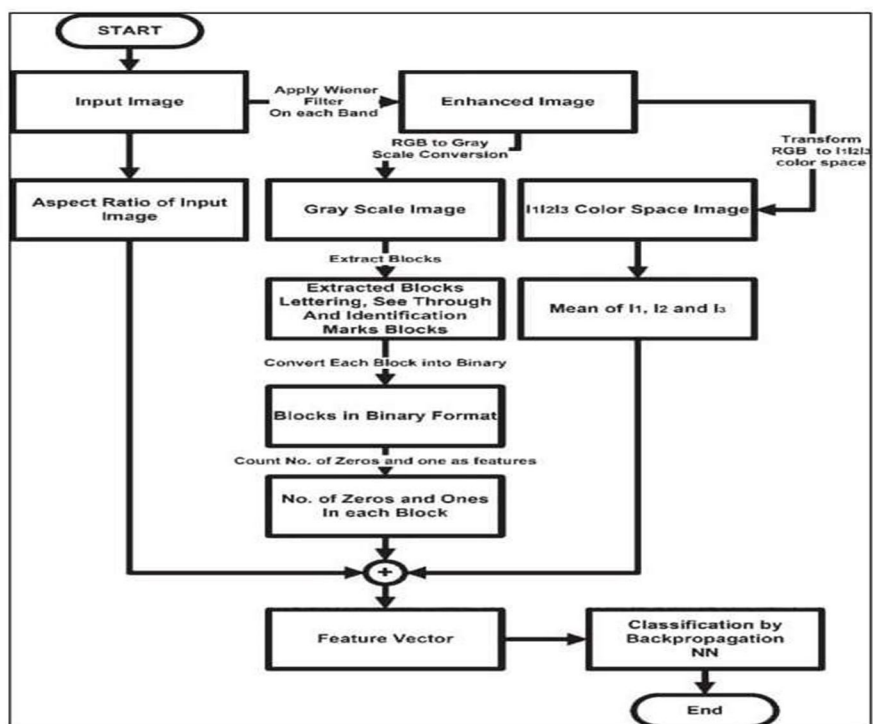 START
Input Image
Apply Wiener
Filter
On each Band
Enhanced Image
RGB to Gray
Scale Conversion
Transform
RGB to I1I2I3
color space
Aspect Ratio of Input
Image
Gray Scale Image
I1I2I3 Color Space Image
Extract Blocks
Extracted Blocks
Lettering, See Through
And Identification
Marks Blocks
Mean of I1, I2 and I3
Convert Each Block into Binary
Blocks in Binary Format
Count No. of Zeros and one as features
No. of Zeros and Ones
In each Block
+
Feature Vector
Classification by
Backpropagation
NN
End